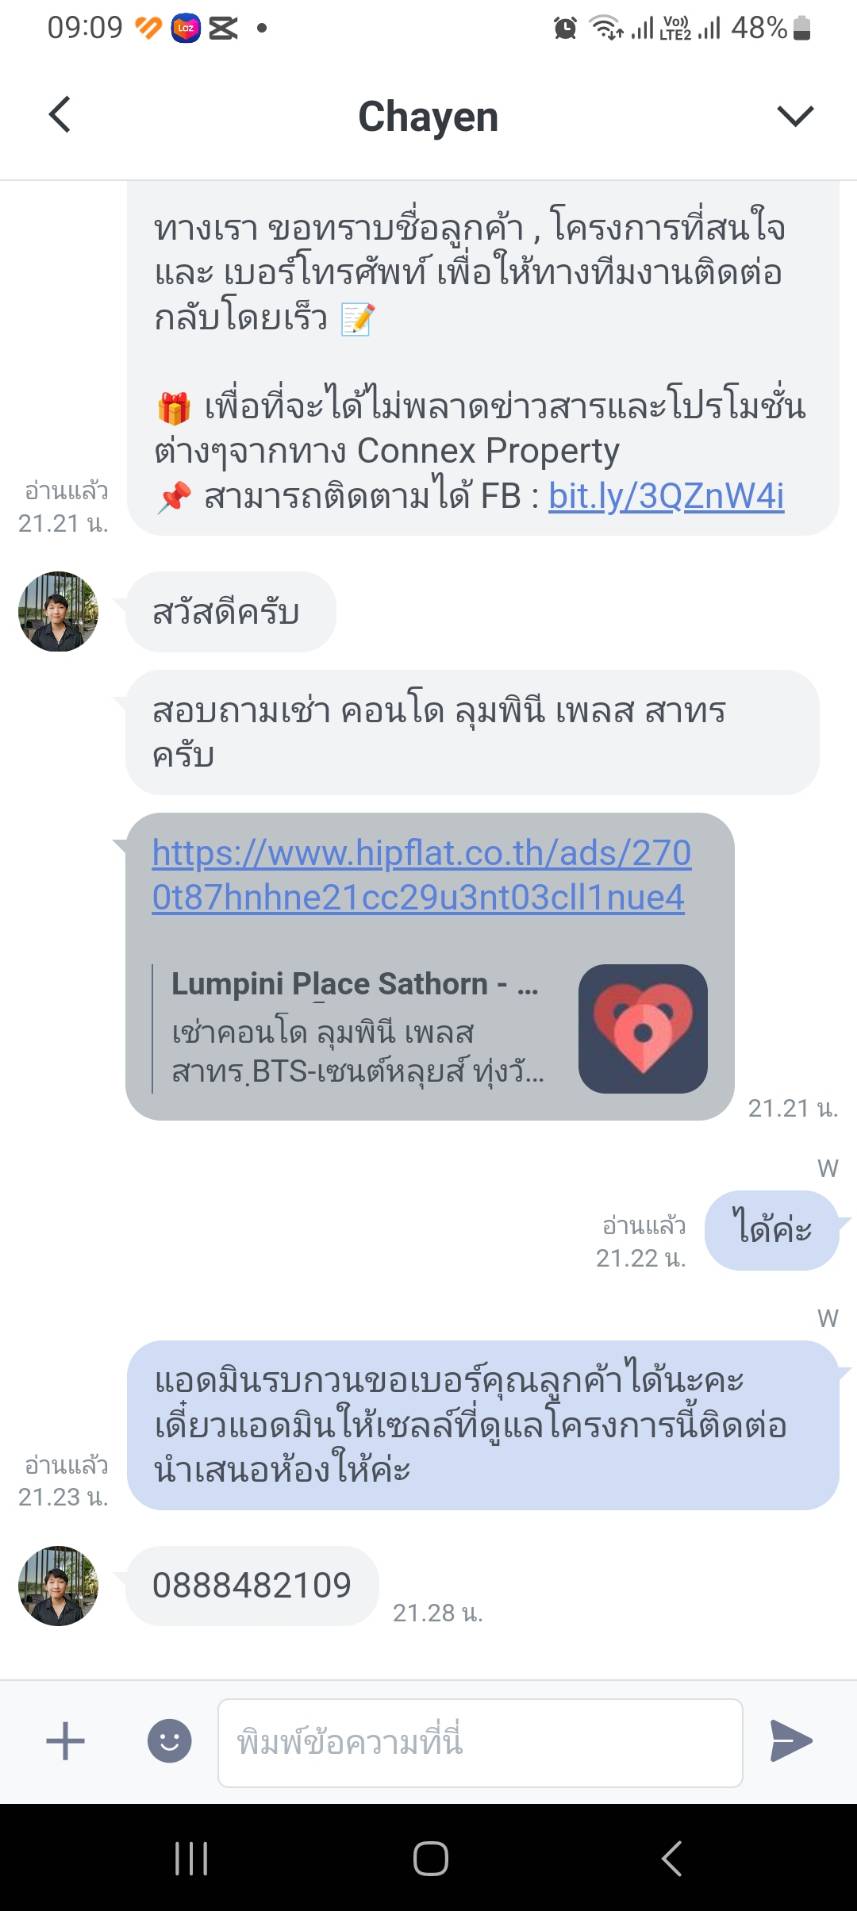 09:09
Laz
Vo))
LTE2
48%
Chayen
ทางเรา ขอทราบชื่อลูกค้า , โครงการที่สนใจ
และ เบอร์โทรศัพท์ เพื่อให้ทางทีมงานติดต่อ
กลับโดยเร็ว 📝
🎁 เพื่อที่จะได้ไม่พลาดข่าวสารและโปรโมชั่น
ต่างๆจากทาง Connex Property
📌 สามารถติดตามได้ FB : bit.ly/3QZnW4i
อ่านแล้ว
21.21 น.
สวัสดีครับ
สอบถามเช่า คอนโด ลุมพินี เพลส สาทร
ครับ
https://www.hipflat.co.th/ads/270
0t87hnhne21cc29u3nt03cll1nue4
Lumpini Place Sathorn - ...
เช่าคอนโด ลุมพินี เพลส
สาทร ุBTS-เซนต์หลุยส์ ทุ่งวั...
21.21 น.
W
ได้ค่ะ
อ่านแล้ว
21.22 น.
W
แอดมินรบกวนขอเบอร์คุณลูกค้าได้นะคะ
เดี๋ยวแอดมินให้เซลล์ที่ดูแลโครงการนี้ติดต่อ
นำเสนอห้องให้ค่ะ
อ่านแล้ว
21.23 น.
0888482109
21.28 น.
พิมพ์ข้อความที่นี่